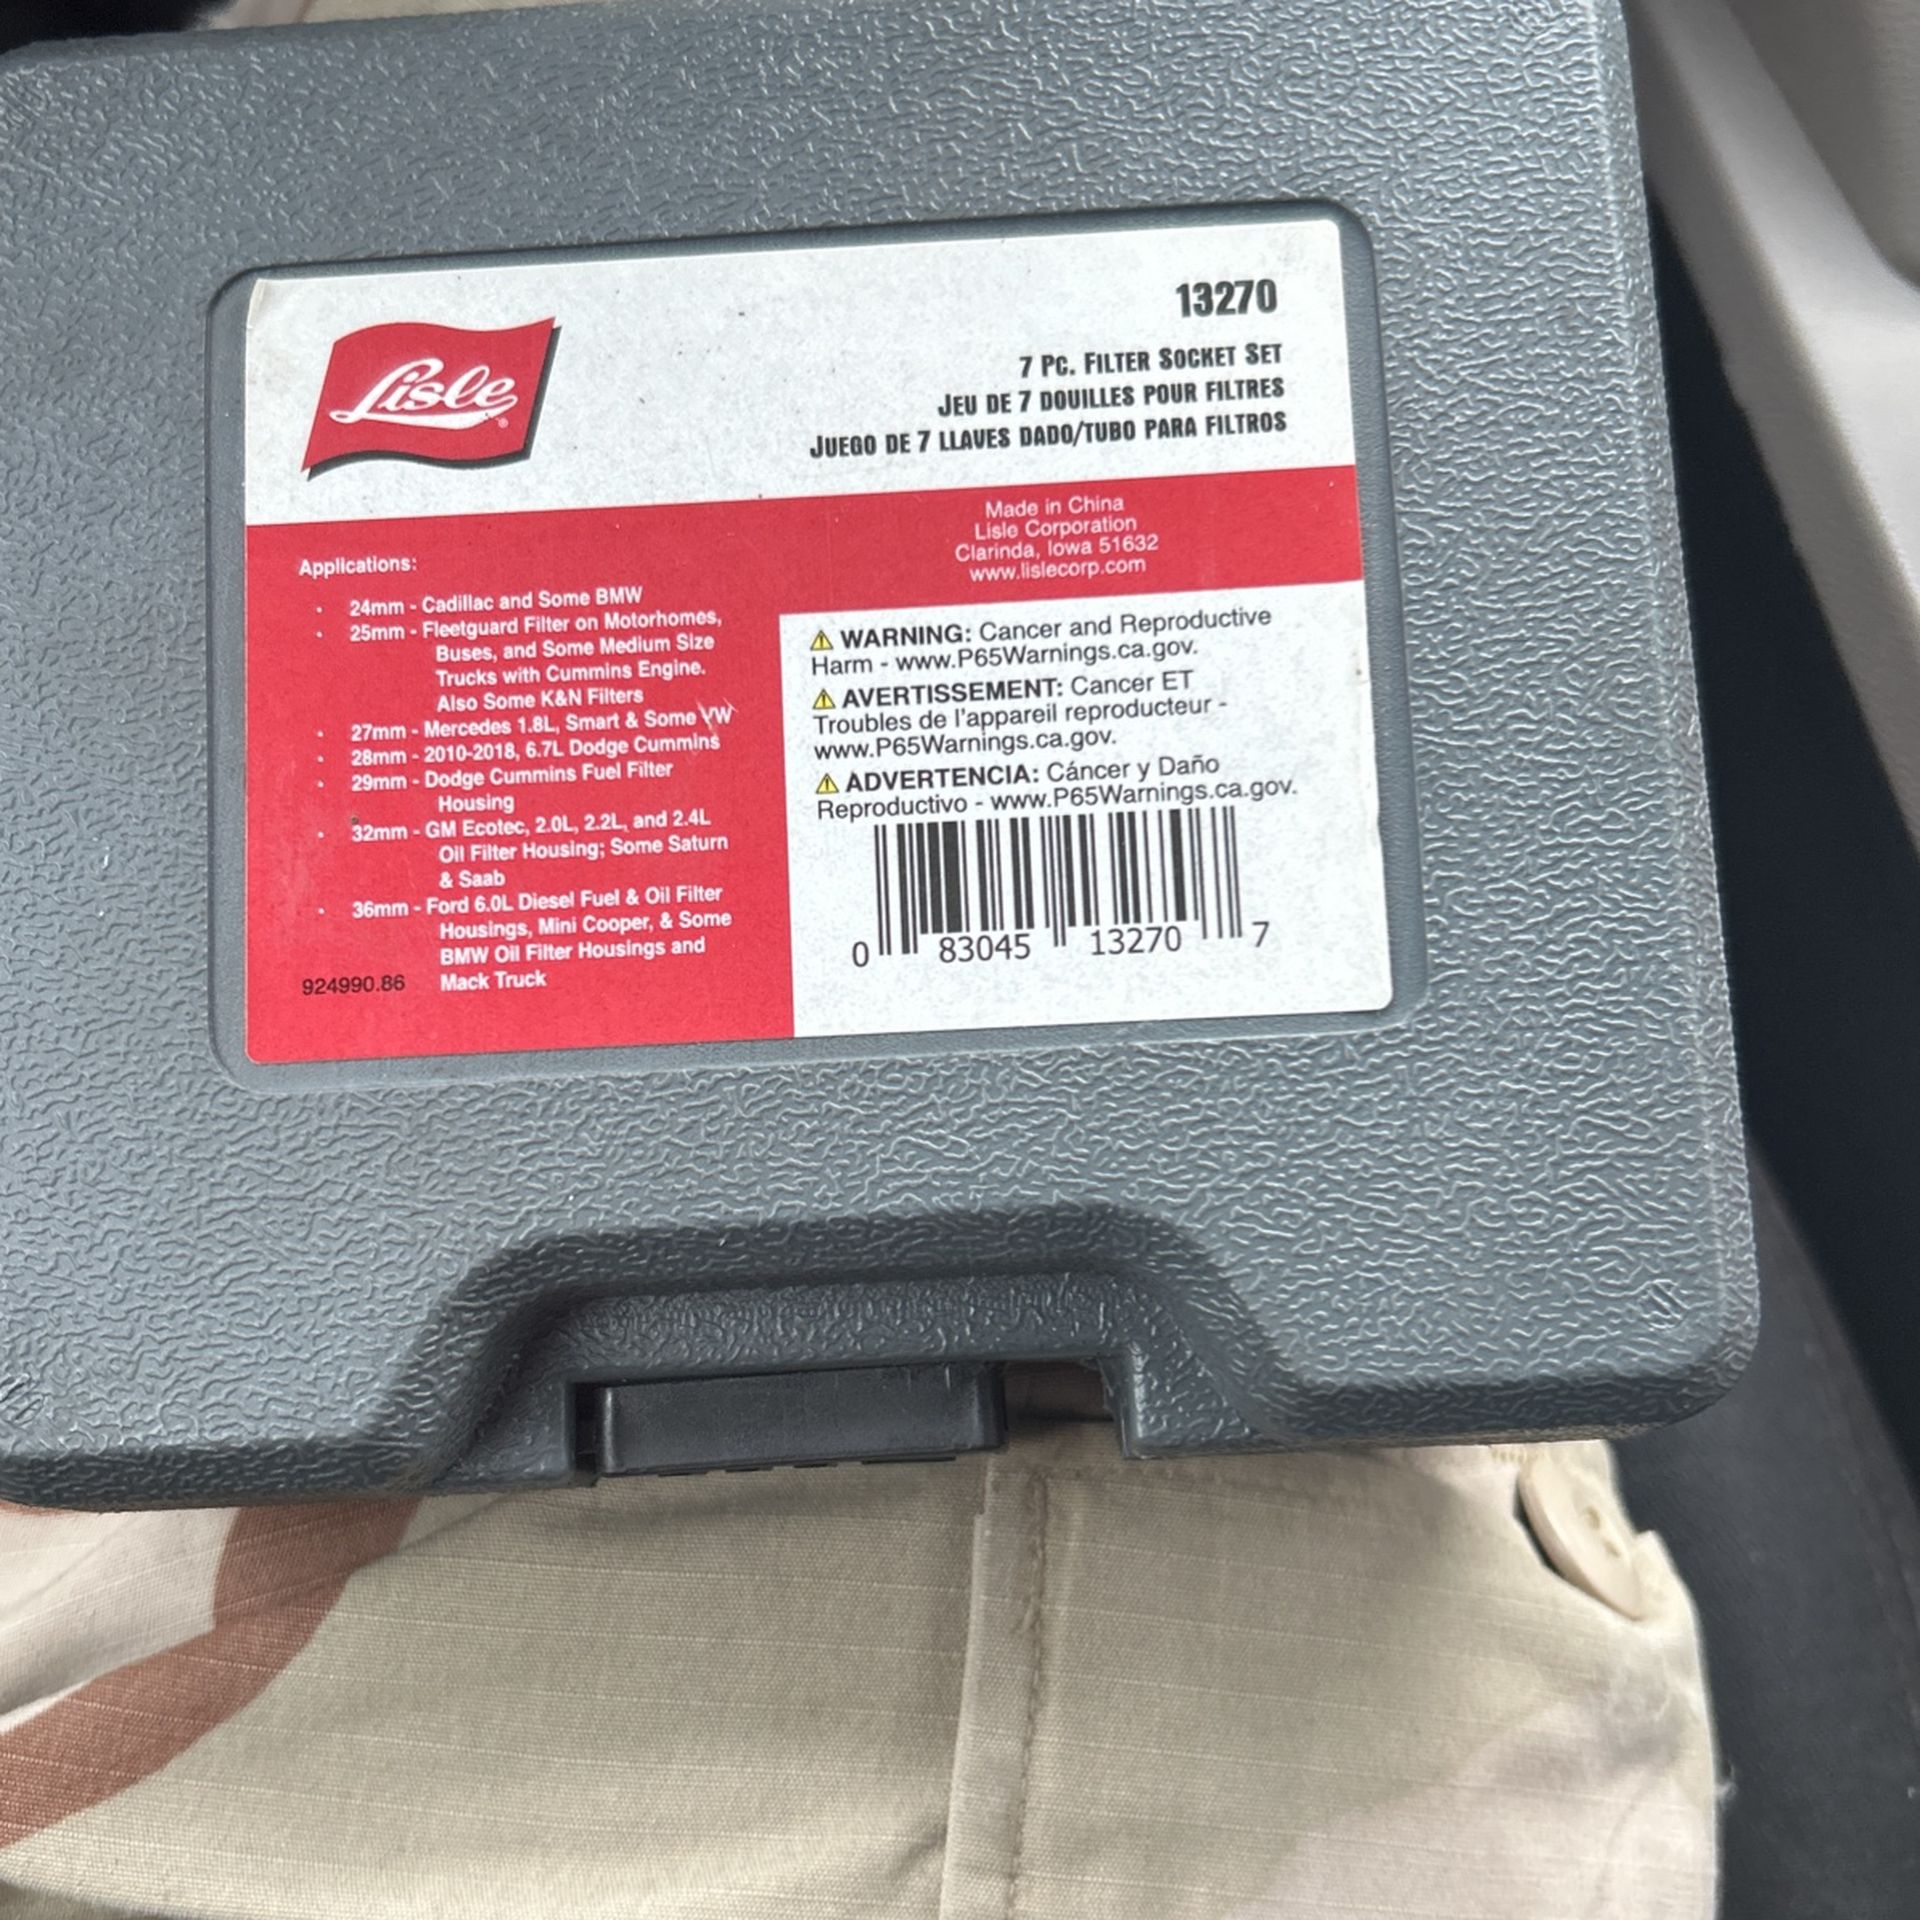 Lisle®
13270
7 PC. FILTER SOCKET SET
JEU DE 7 DOUILLES POUR FILTRES
JUEGO DE 7 LLAVES DADO/TUBO PARA FILTROS
Made in China
Lisle Corporation
Clarinda, Iowa 51632
www.lislecorp.com
Applications:
• 24mm - Cadillac and Some BMW
• 25mm - Fleetguard Filter on Motorhomes,
Buses, and Some Medium Size
Trucks with Cummins Engine.
Also Some K&N Filters
• 27mm - Mercedes 1.8L, Smart & Some VW
• 28mm - 2010-2018, 6.7L Dodge Cummins
• 29mm - Dodge Cummins Fuel Filter
Housing
• 32mm - GM Ecotec, 2.0L, 2.2L, and 2.4L
Oil Filter Housing; Some Saturn
& Saab
• 36mm - Ford 6.0L Diesel Fuel & Oil Filter
Housings, Mini Cooper, & Some
BMW Oil Filter Housings and
Mack Truck
924990.86
⚠ WARNING: Cancer and Reproductive
Harm - www.P65Warnings.ca.gov.
⚠ AVERTISSEMENT: Cancer ET
Troubles de l'appareil reproducteur -
www.P65Warnings.ca.gov.
⚠ ADVERTENCIA: Cáncer y Daño
Reproductivo - www.P65Warnings.ca.gov.
0 83045 13270 7